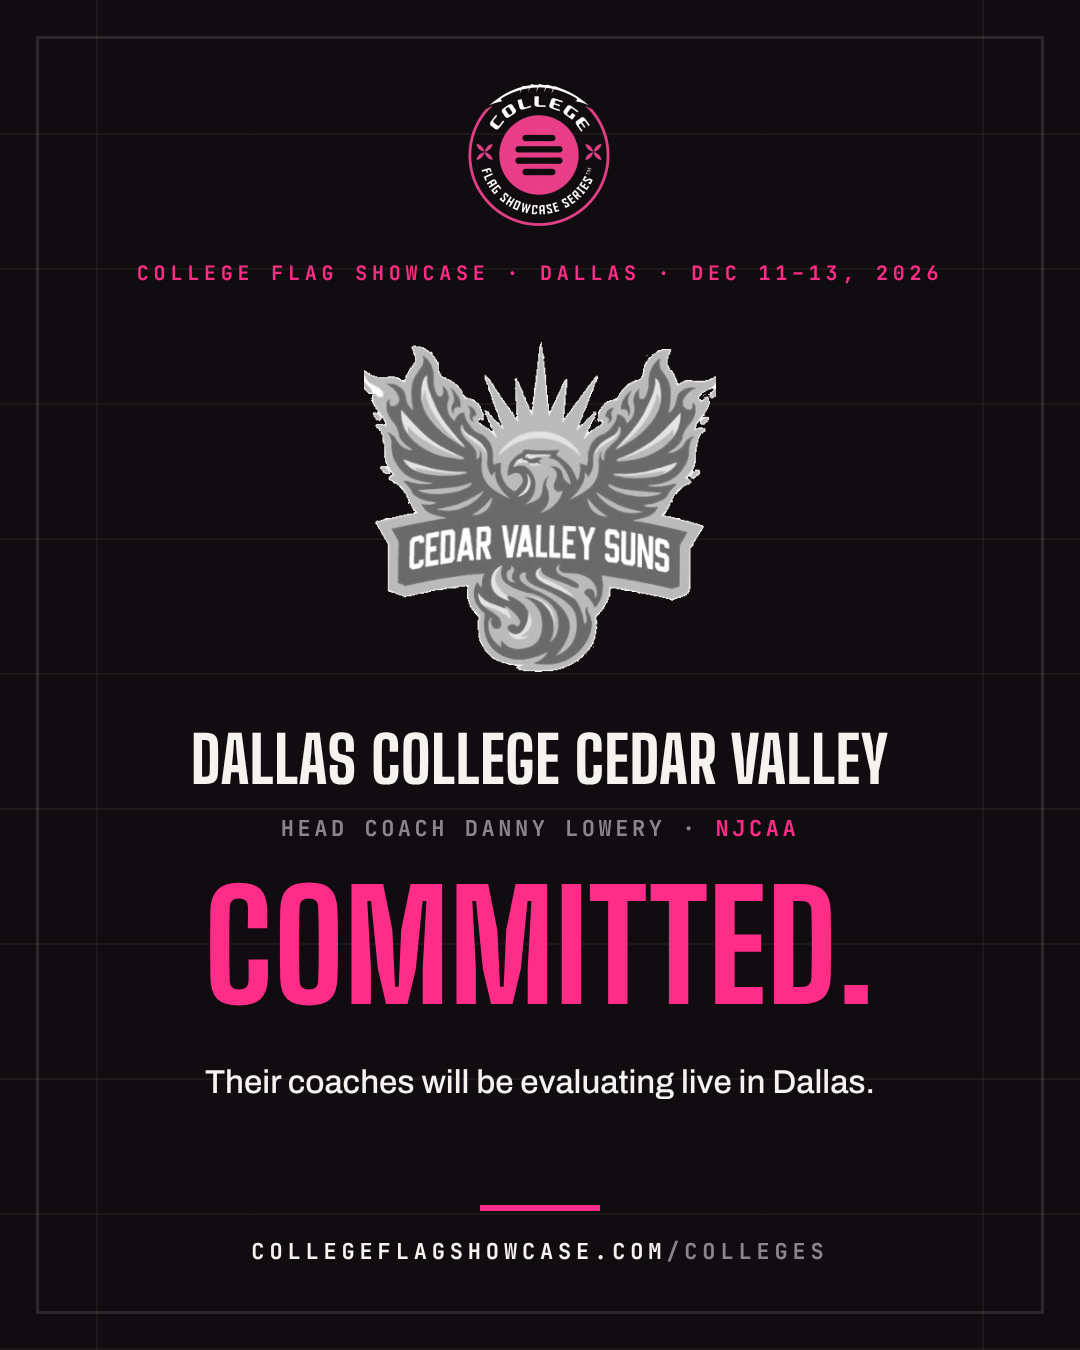 COLLEGE
FLAG SHOWCASE SERIES™
COLLEGE FLAG SHOWCASE · DALLAS · DEC 11–13, 2026
CEDAR VALLEY SUNS
DALLAS COLLEGE CEDAR VALLEY
HEAD COACH DANNY LOWERY · NJCAA
COMMITTED.
Their coaches will be evaluating live in Dallas.
COLLEGEFLAGSHOWCASE.COM/COLLEGES